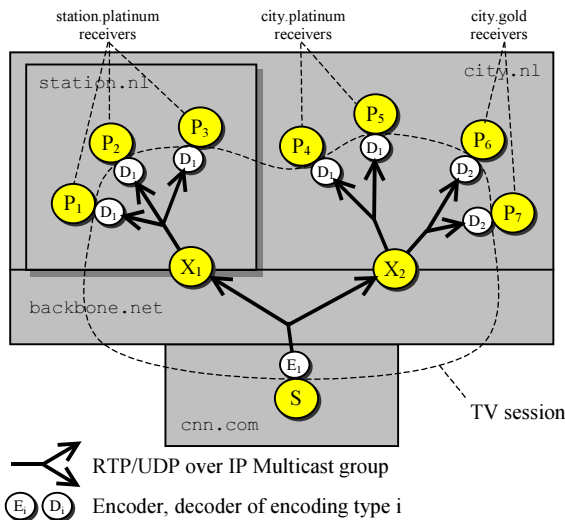 station.platinum
receivers
city.platinum
receivers
city.gold
receivers
station.nl
city.nl
P3
P5
P2
P4
P6
D1
D1
D1
D1
D2
P1
D1
D2
P7
X1
X2
backbone.net
E1
S
cnn.com
TV session
RTP/UDP over IP Multicast group
Ei Di Encoder, decoder of encoding type i